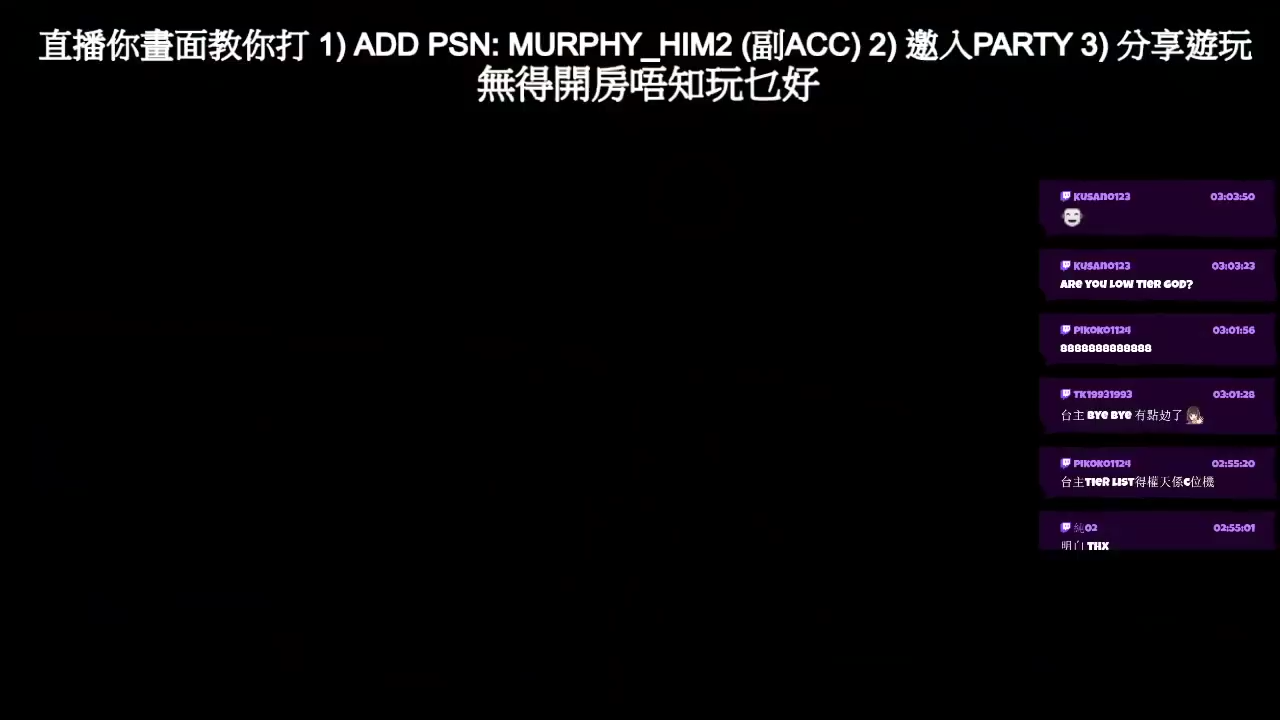 直播你畫面教你打 1) ADD PSN: MURPHY_HIM2 (副ACC) 2) 邀入PARTY 3) 分享遊玩
無得開房唔知玩乜好
KUSANO123 03:03:50
KUSANO123 03:03:23
ARE YOU LOW TIER GOD?
PIKOKO1124 03:01:56
8888888888888
TK19931993 03:01:28
台主 BYE BYE 有點攰了
PIKOKO1124 02:55:20
台主TIER LIST得權天係C位機
純02 02:55:01
明白 THX